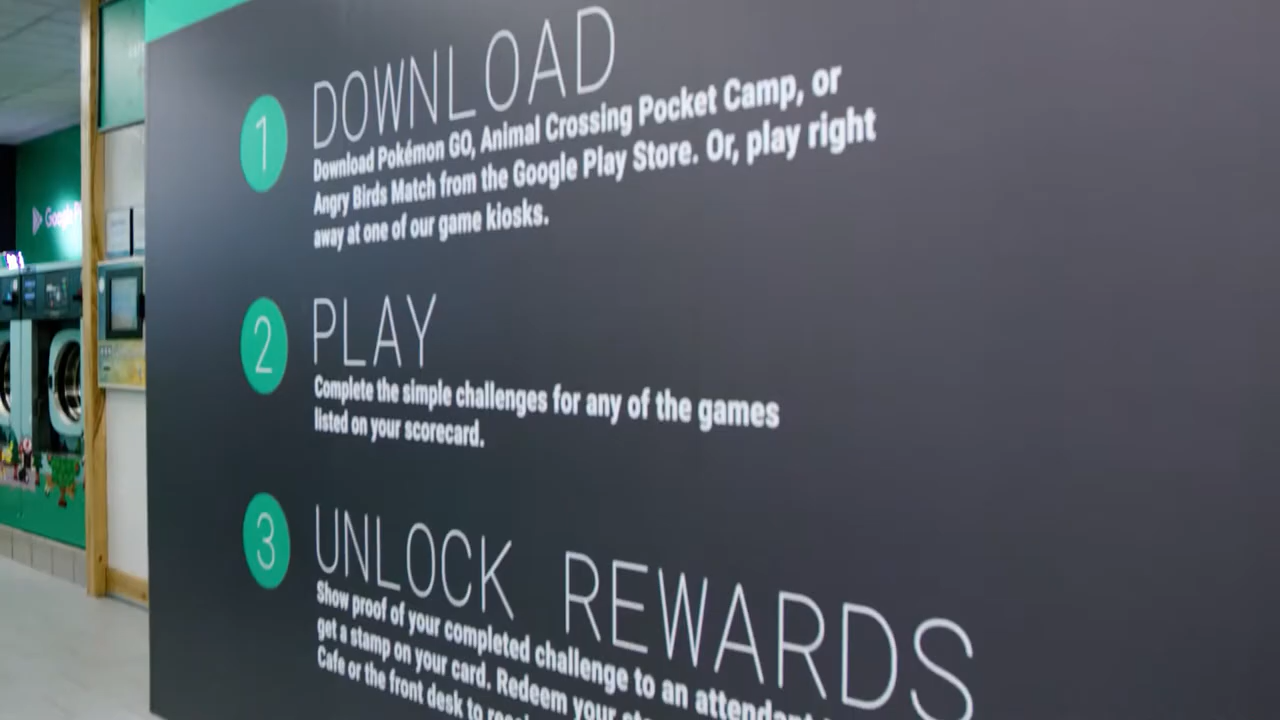 1
DOWNLOAD
Download Pokémon GO, Animal Crossing Pocket Camp, or
Angry Birds Match from the Google Play Store. Or, play right
away at one of our game kiosks.
2
PLAY
Complete the simple challenges for any of the games
listed on your scorecard.
3
UNLOCK REWARDS
Show proof of your completed challenge to an attendant
get a stamp on your card. Redeem your
Cafe or the front desk to